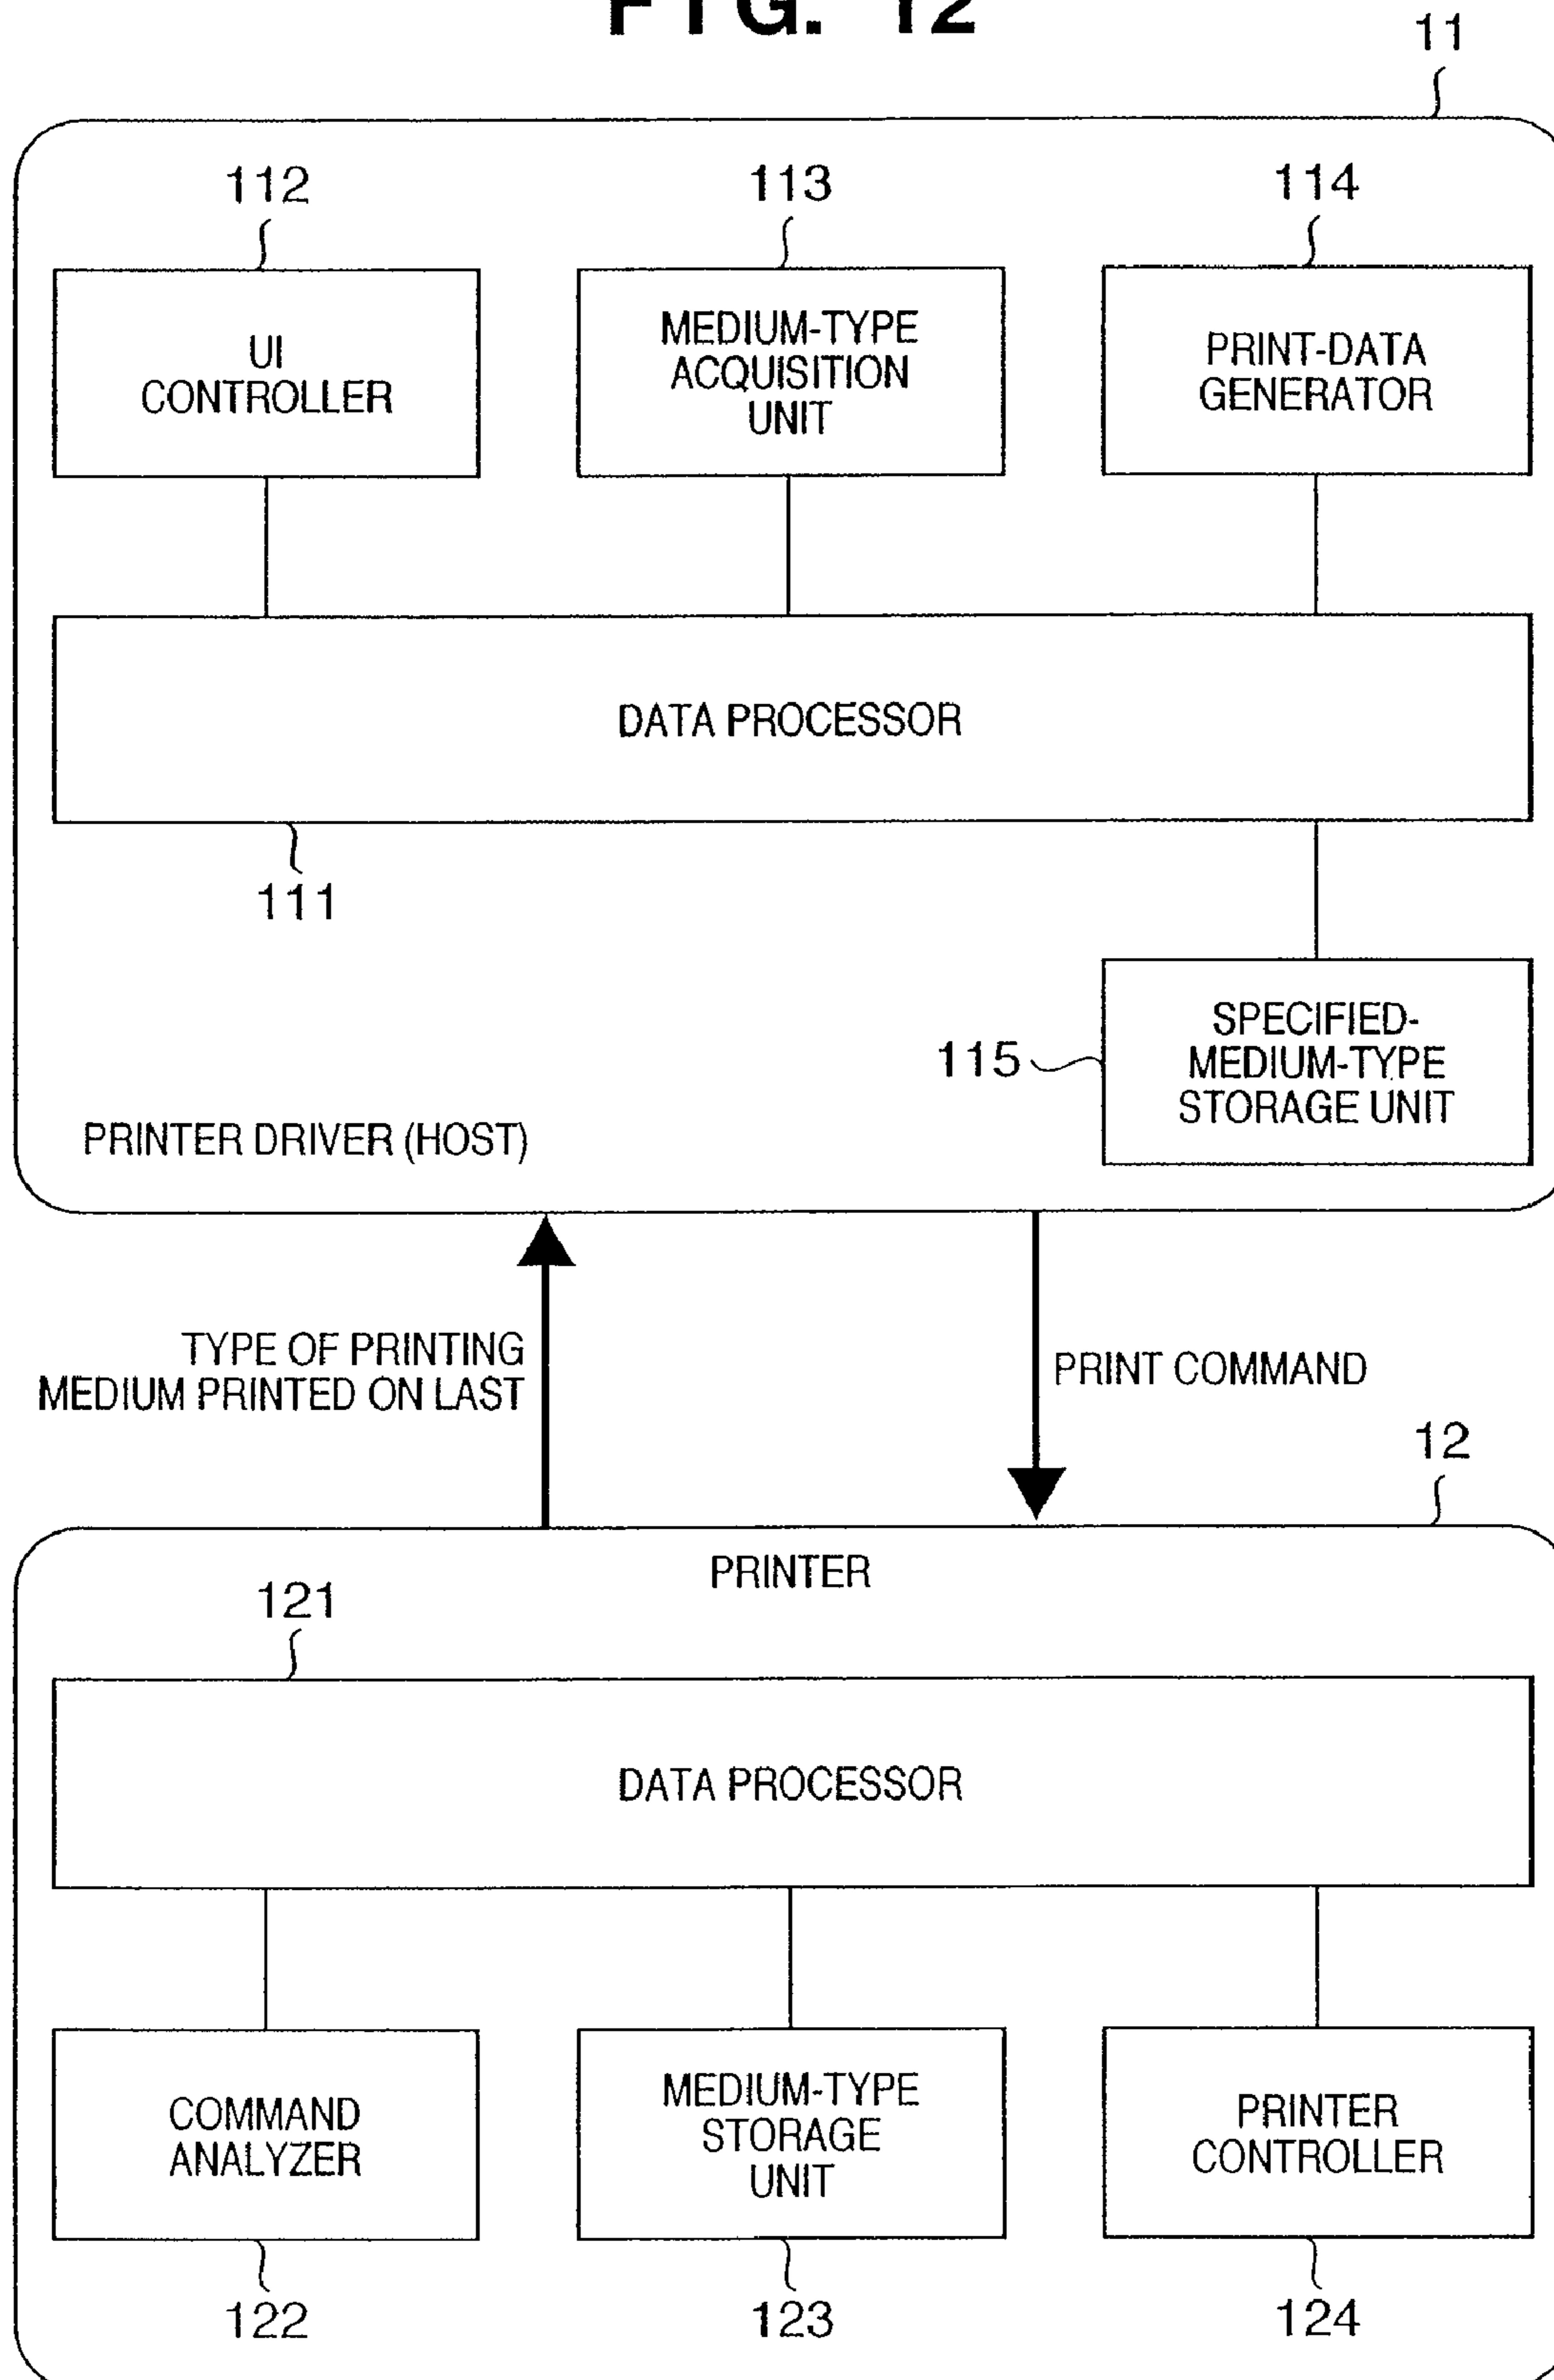 FIG. 12
11
112
113
114
UI
CONTROLLER
MEDIUM-TYPE
ACQUISITION
UNIT
PRINT-DATA
GENERATOR
DATA PROCESSOR
111
115
SPECIFIED-
MEDIUM-TYPE
STORAGE UNIT
PRINTER DRIVER (HOST)
TYPE OF PRINTING
MEDIUM PRINTED ON LAST
PRINT COMMAND
12
PRINTER
121
DATA PROCESSOR
COMMAND
ANALYZER
MEDIUM-TYPE
STORAGE
UNIT
PRINTER
CONTROLLER
122
123
124